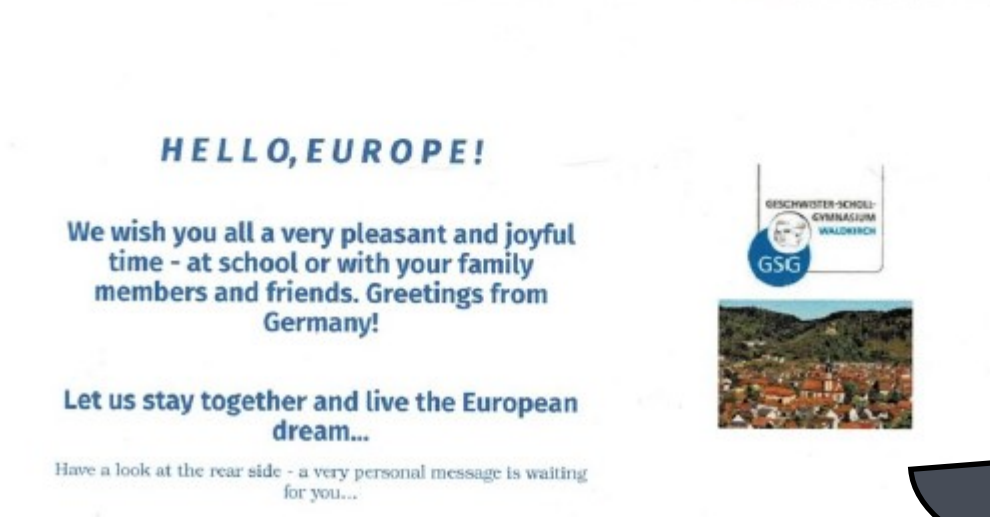 HELLO, EUROPE!
We wish you all a very pleasant and joyful
time - at school or with your family
members and friends. Greetings from
Germany!
Let us stay together and live the European
dream...
Have a look at the rear side - a very personal message is waiting
for you...
GESCHWISTER-SCHOLL-
GYMNASIUM
WALDKIRCH
GSG